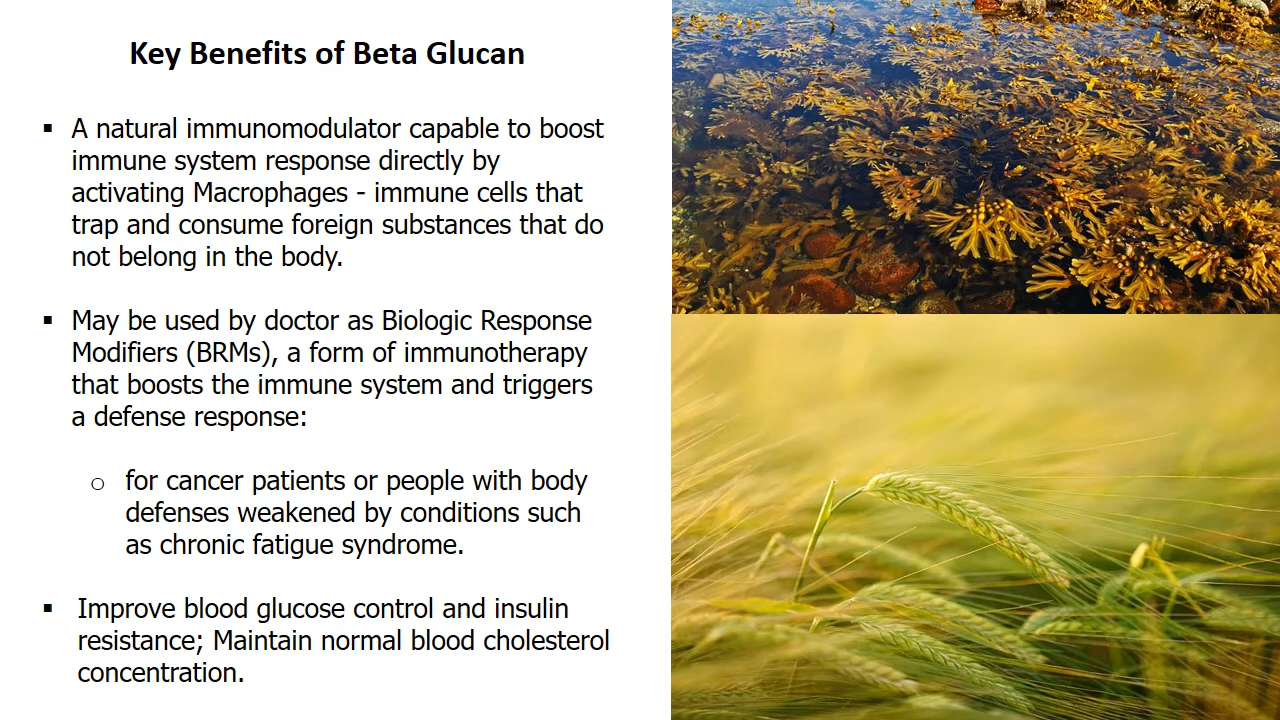 Key Benefits of Beta Glucan
▪ A natural immunomodulator capable to boost
immune system response directly by
activating Macrophages - immune cells that
trap and consume foreign substances that do
not belong in the body.
▪ May be used by doctor as Biologic Response
Modifiers (BRMs), a form of immunotherapy
that boosts the immune system and triggers
a defense response:
o for cancer patients or people with body
defenses weakened by conditions such
as chronic fatigue syndrome.
▪ Improve blood glucose control and insulin
resistance; Maintain normal blood cholesterol
concentration.